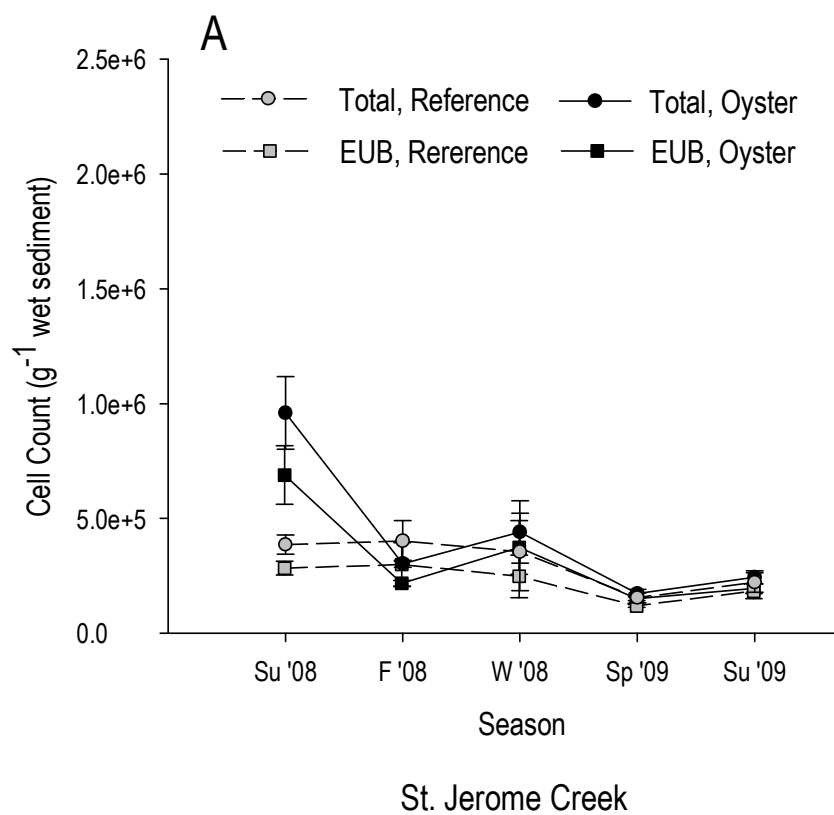 A
2.5e+6
Total, Reference
Total, Oyster
EUB, Rererence
EUB, Oyster
2.0e+6
1.5e+6
1.0e+6
5.0e+5
0.0
Cell Count (g-1 wet sediment)
Su '08
F '08
W '08
Sp '09
Su '09
Season
St. Jerome Creek